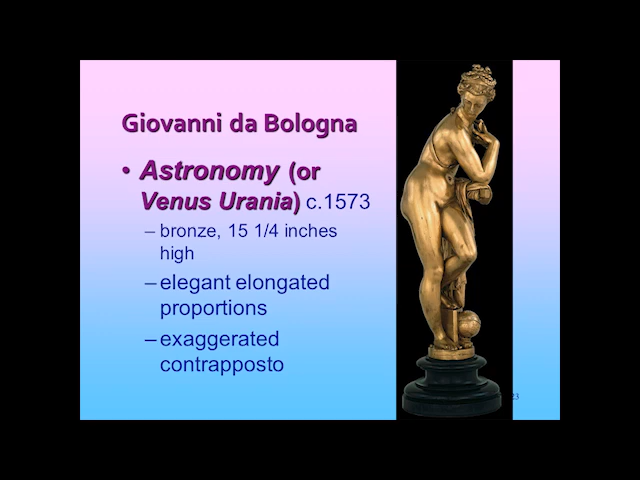 Giovanni da Bologna
• Astronomy (or
Venus Urania) c.1573
– bronze, 15 1/4 inches
high
– elegant elongated
proportions
– exaggerated
contrapposto
23